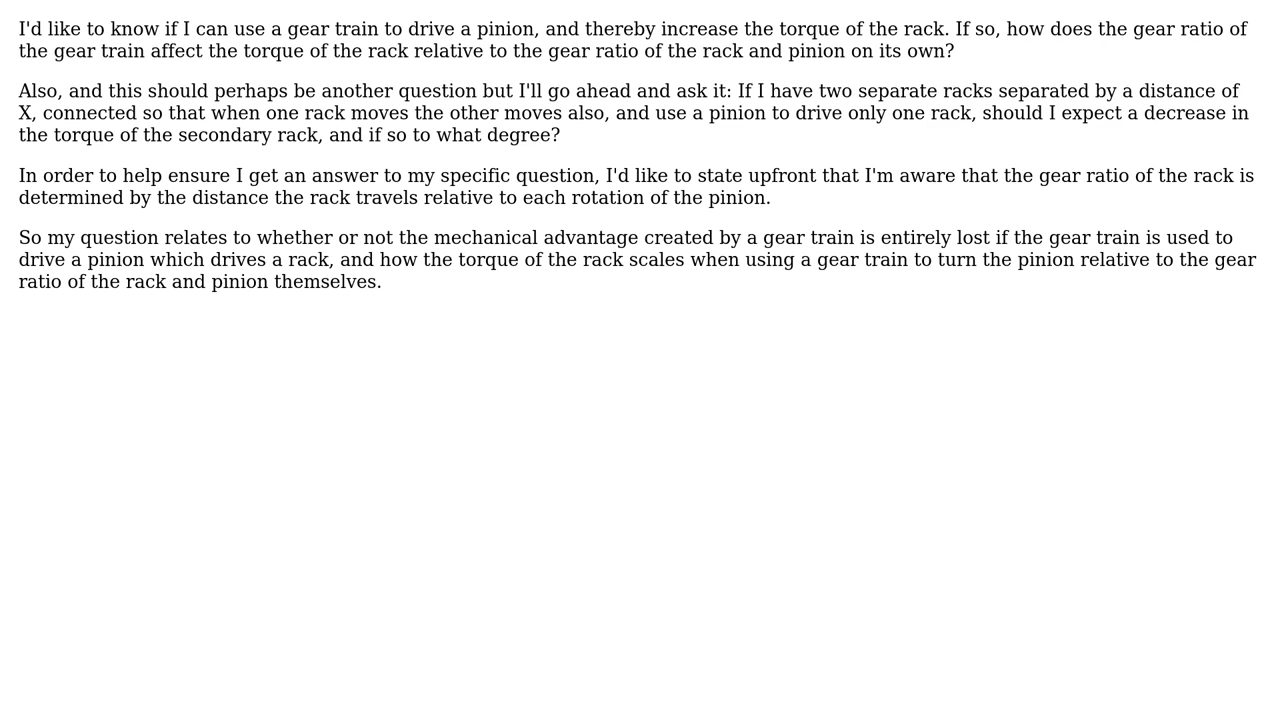 I'd like to know if I can use a gear train to drive a pinion, and thereby increase the torque of the rack. If so, how does the gear ratio of
the gear train affect the torque of the rack relative to the gear ratio of the rack and pinion on its own?
Also, and this should perhaps be another question but I'll go ahead and ask it: If I have two separate racks separated by a distance of
X, connected so that when one rack moves the other moves also, and use a pinion to drive only one rack, should I expect a decrease in
the torque of the secondary rack, and if so to what degree?
In order to help ensure I get an answer to my specific question, I'd like to state upfront that I'm aware that the gear ratio of the rack is
determined by the distance the rack travels relative to each rotation of the pinion.
So my question relates to whether or not the mechanical advantage created by a gear train is entirely lost if the gear train is used to
drive a pinion which drives a rack, and how the torque of the rack scales when using a gear train to turn the pinion relative to the gear
ratio of the rack and pinion themselves.